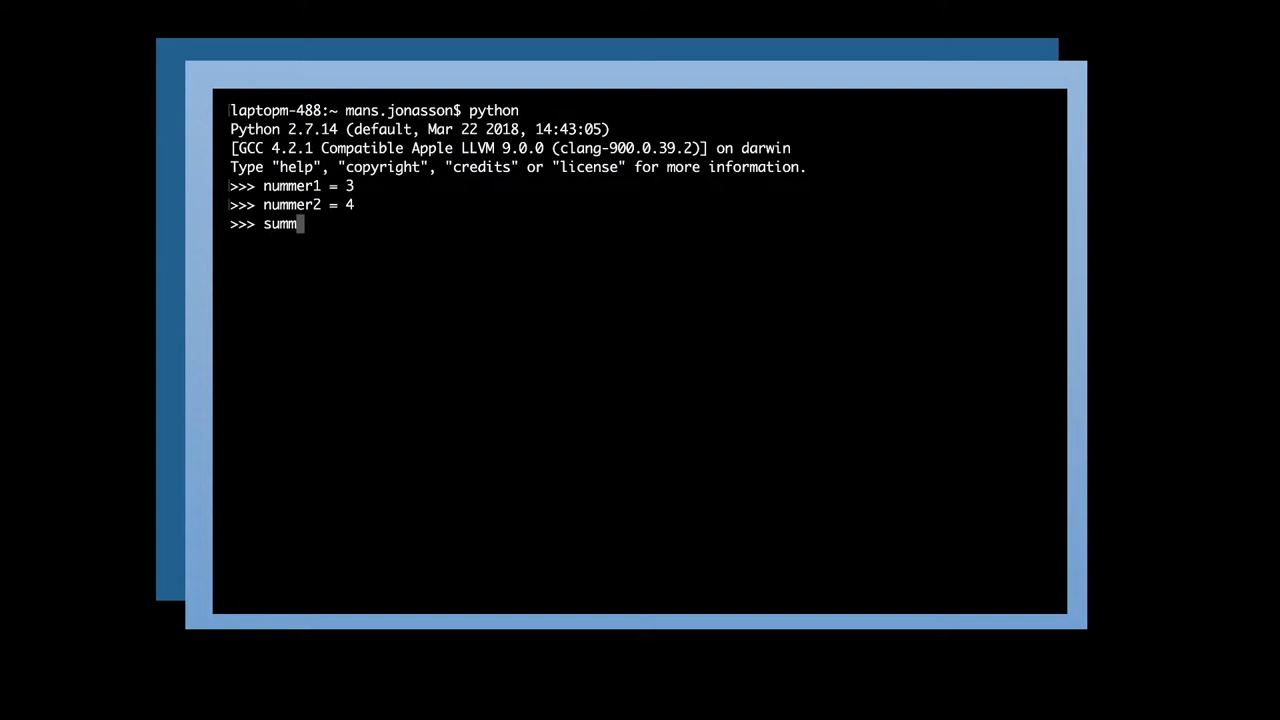 laptopm-488:~ mans.jonasson$ python
Python 2.7.14 (default, Mar 22 2018, 14:43:05)
[GCC 4.2.1 Compatible Apple LLVM 9.0.0 (clang-900.0.39.2)] on darwin
Type "help", "copyright", "credits" or "license" for more information.
>>> nummer1 = 3
>>> nummer2 = 4
>>> summ